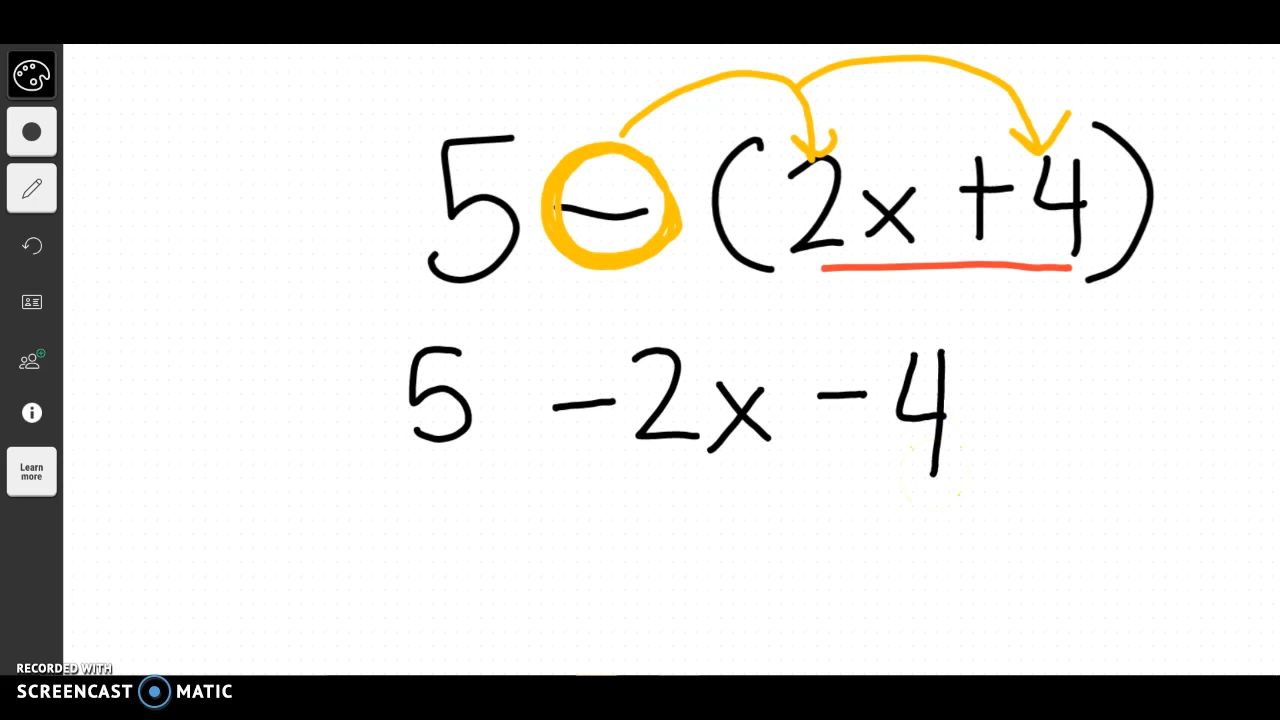 5 - (2x + 4)
5 - 2x - 4
Learn
more
RECORDED WITH
SCREENCAST MATIC